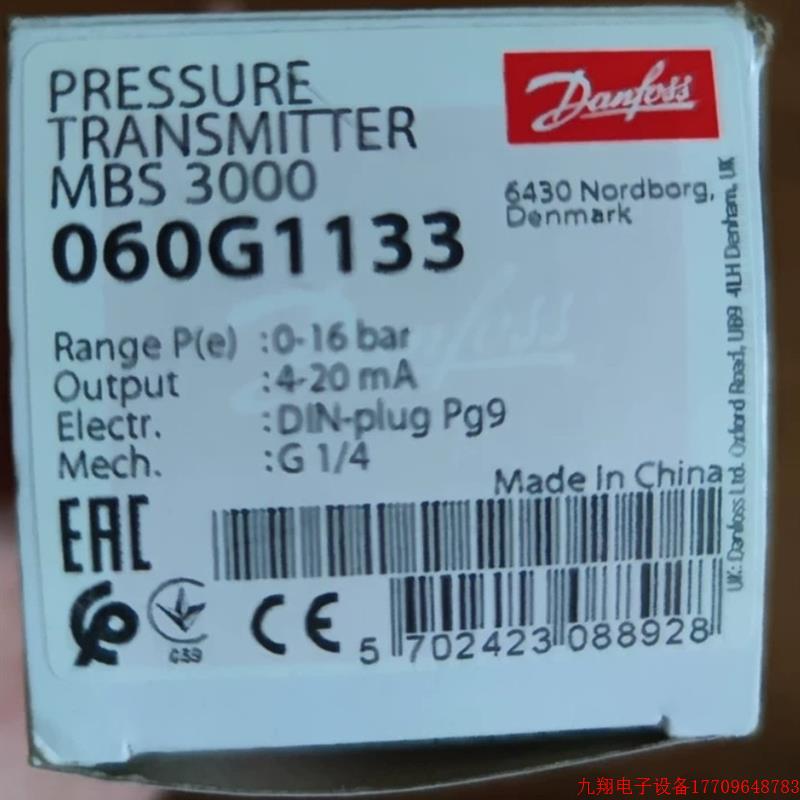 PRESSURE
TRANSMITTER
MBS 3000
060G1133
Danfoss
6430 Nordborg,
Denmark
Range P(e) :0-16 bar
Output :4-20 mA
Electr. :DIN-plug Pg9
Mech. :G 1/4
Made in China
EAC
CE
5 702423 088928
UK: Danfoss Ltd. Oxford Road, UB9 4LH Denham, UK
九翔电子设备17709648783